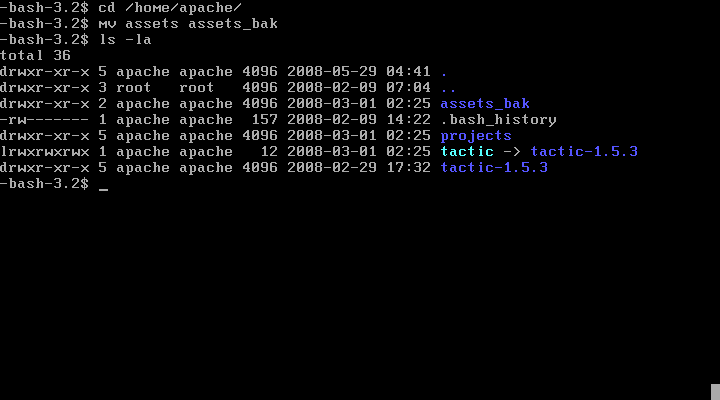 -bash-3.2$ cd /home/apache/
-bash-3.2$ mv assets assets_bak
-bash-3.2$ ls -la
total 36
drwxr-xr-x 5 apache apache 4096 2008-05-29 04:41 .
drwxr-xr-x 3 root   root   4096 2008-02-09 07:04 ..
drwxr-xr-x 2 apache apache 4096 2008-03-01 02:25 assets_bak
-rw------- 1 apache apache  157 2008-02-09 14:22 .bash_history
drwxr-xr-x 5 apache apache 4096 2008-03-01 02:25 projects
lrwxrwxrwx 1 apache apache   12 2008-03-01 02:25 tactic -> tactic-1.5.3
drwxr-xr-x 5 apache apache 4096 2008-02-29 17:32 tactic-1.5.3
-bash-3.2$ _